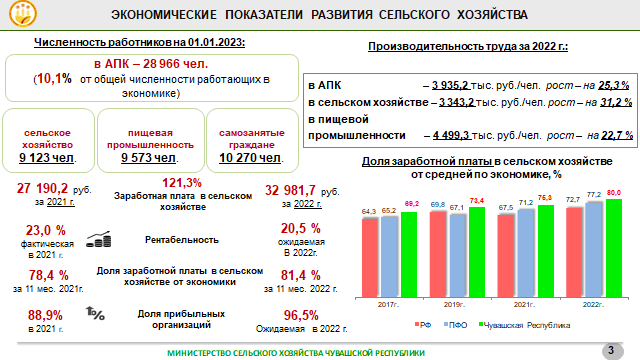 ЭКОНОМИЧЕСКИЕ ПОКАЗАТЕЛИ РАЗВИТИЯ СЕЛЬСКОГО ХОЗЯЙСТВА
Численность работников на 01.01.2023:
в АПК – 28 966 чел.
(10,1% от общей численности работающих в
экономике)
сельское
хозяйство
9 123 чел.
пищевая
промышленность
9 573 чел.
самозанятые
граждане
10 270 чел.
27 190,2 руб.
за 2021 г.
121,3%
Заработная плата в сельском
хозяйстве
32 981,7 руб.
за 2022 г.
23,0 %
фактическая
в 2021 г.
Рентабельность
20,5 %
ожидаемая
В 2022г.
78,4 %
за 11 мес. 2021г.
Доля заработной платы в сельском
хозяйстве от экономики
81,4 %
за 11 мес. 2022 г.
88,9%
в 2021 г.
Доля прибыльных
организаций
96,5%
Ожидаемая в 2022 г.
Производительность труда за 2022 г.:
в АПК – 3 935,2 тыс. руб./чел. рост – на 25,3 %
в сельском хозяйстве – 3 343,2 тыс. руб./чел. рост – на 31,2 %
в пищевой
промышленности – 4 499,3 тыс. руб./чел. рост – на 22,7 %
Доля заработной платы в сельском хозяйстве
от средней по экономике, %
64,3 65,2 69,2
69,8 67,1 73,4
67,5 71,2 75,3
72,7 77,2 80,0
2017г. 2019г. 2021г. 2022г.
РФ ПФО Чувашская Республика
МИНИСТЕРСТВО СЕЛЬСКОГО ХОЗЯЙСТВА ЧУВАШСКОЙ РЕСПУБЛИКИ
3